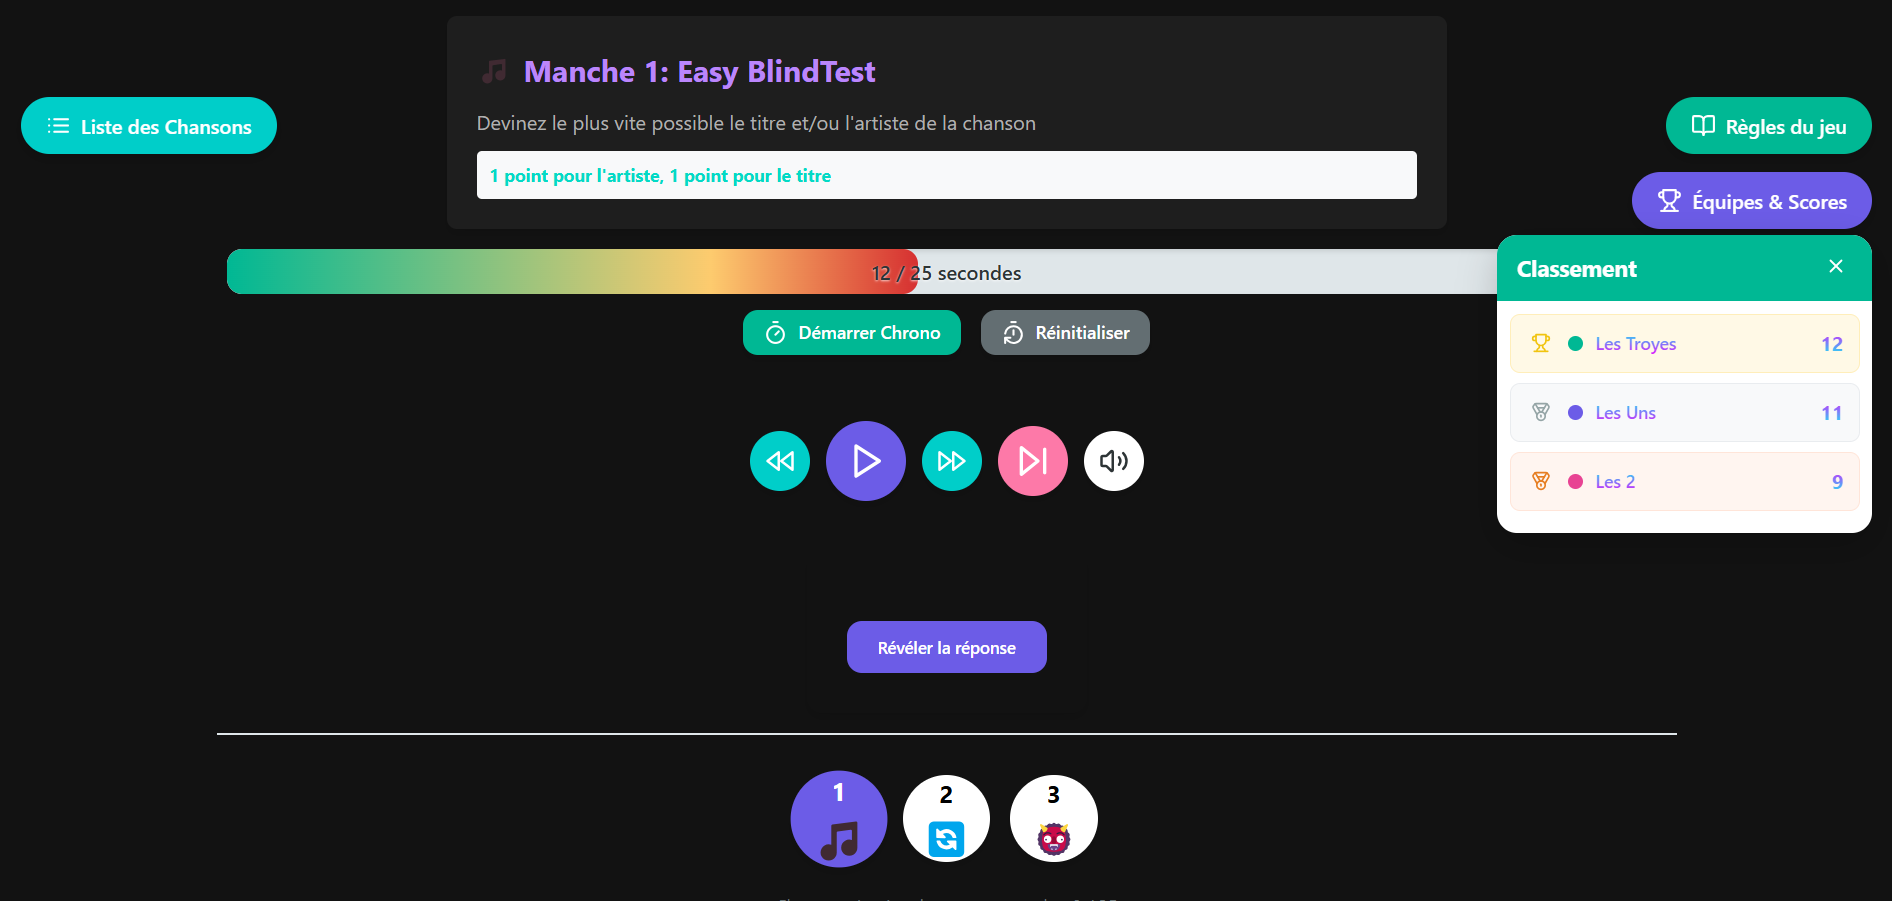 Manche 1: Easy BlindTest
Devinez le plus vite possible le titre et/ou l'artiste de la chanson
1 point pour l'artiste, 1 point pour le titre
Liste des Chansons
Règles du jeu
Équipes & Scores
12 / 25 secondes
Démarrer Chrono
Réinitialiser
Classement
Les Troyes 12
Les Uns 11
Les 2 9
Révéler la réponse
1
2
3